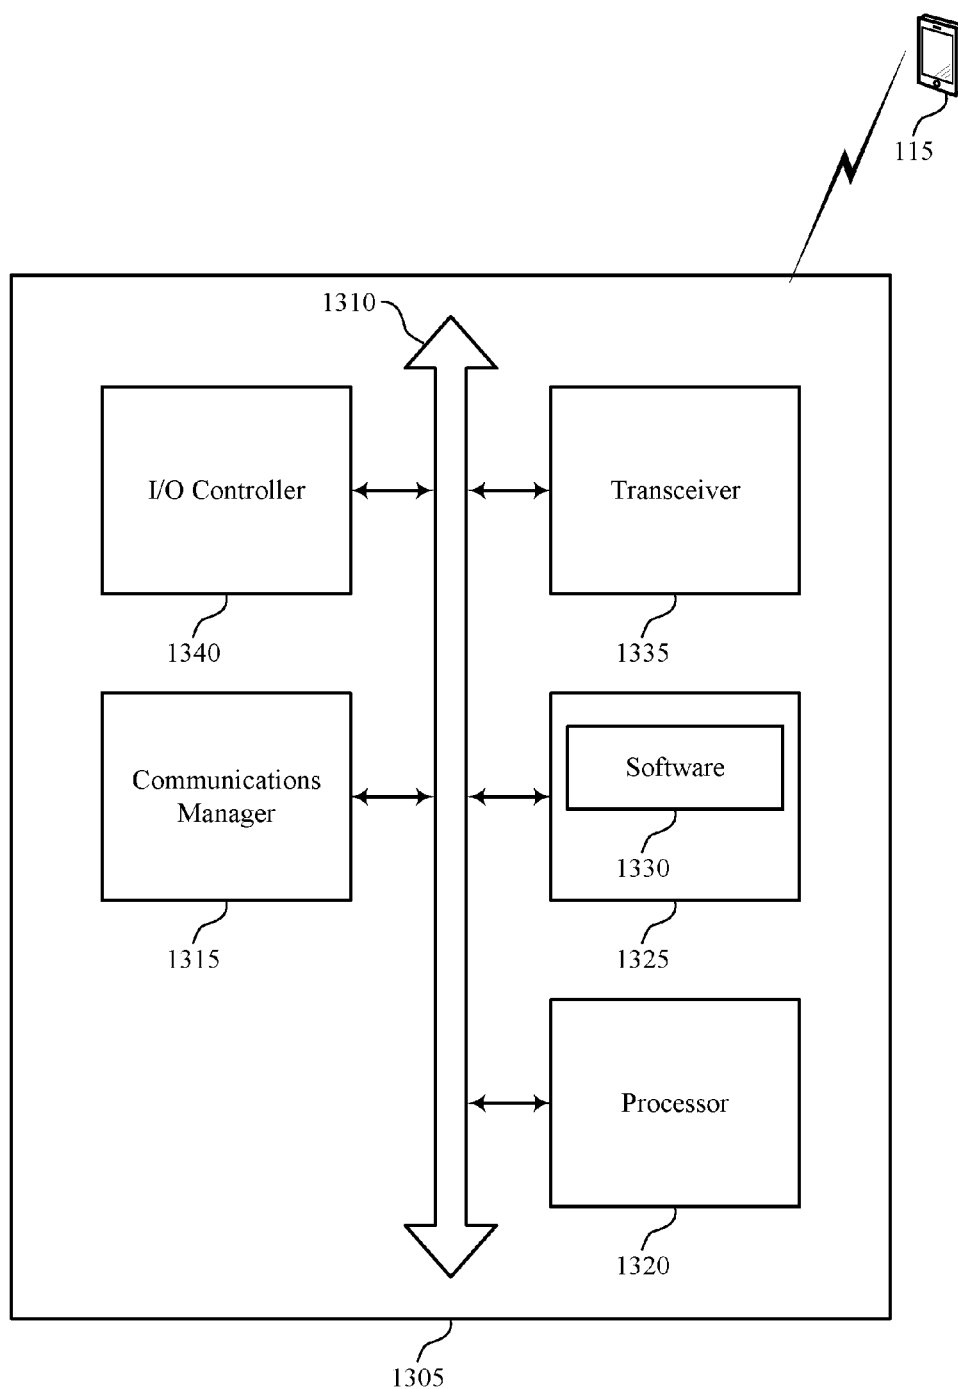 115
1310
I/O Controller
Transceiver
1340
1335
Communications
Manager
Software
1330
1315
1325
Processor
1320
1305